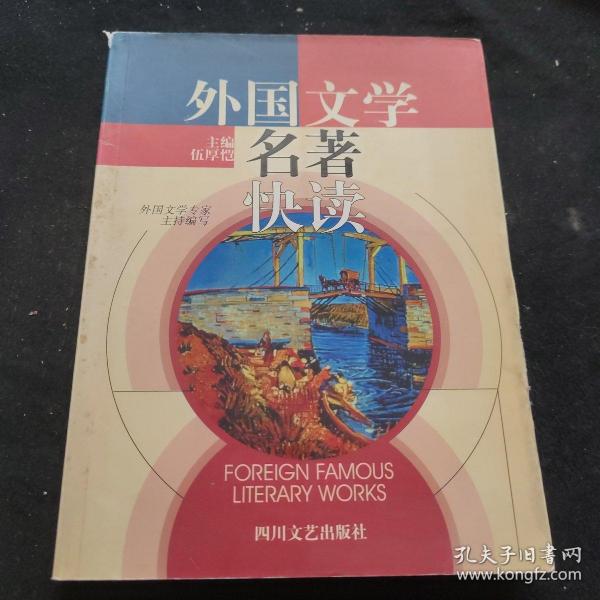 外国文学
名著
快读
主编
伍厚恺
外国文学专家
主持编写
FOREIGN FAMOUS
LITERARY WORKS
四川文艺出版社
孔夫子旧书网
www.kongfz.com